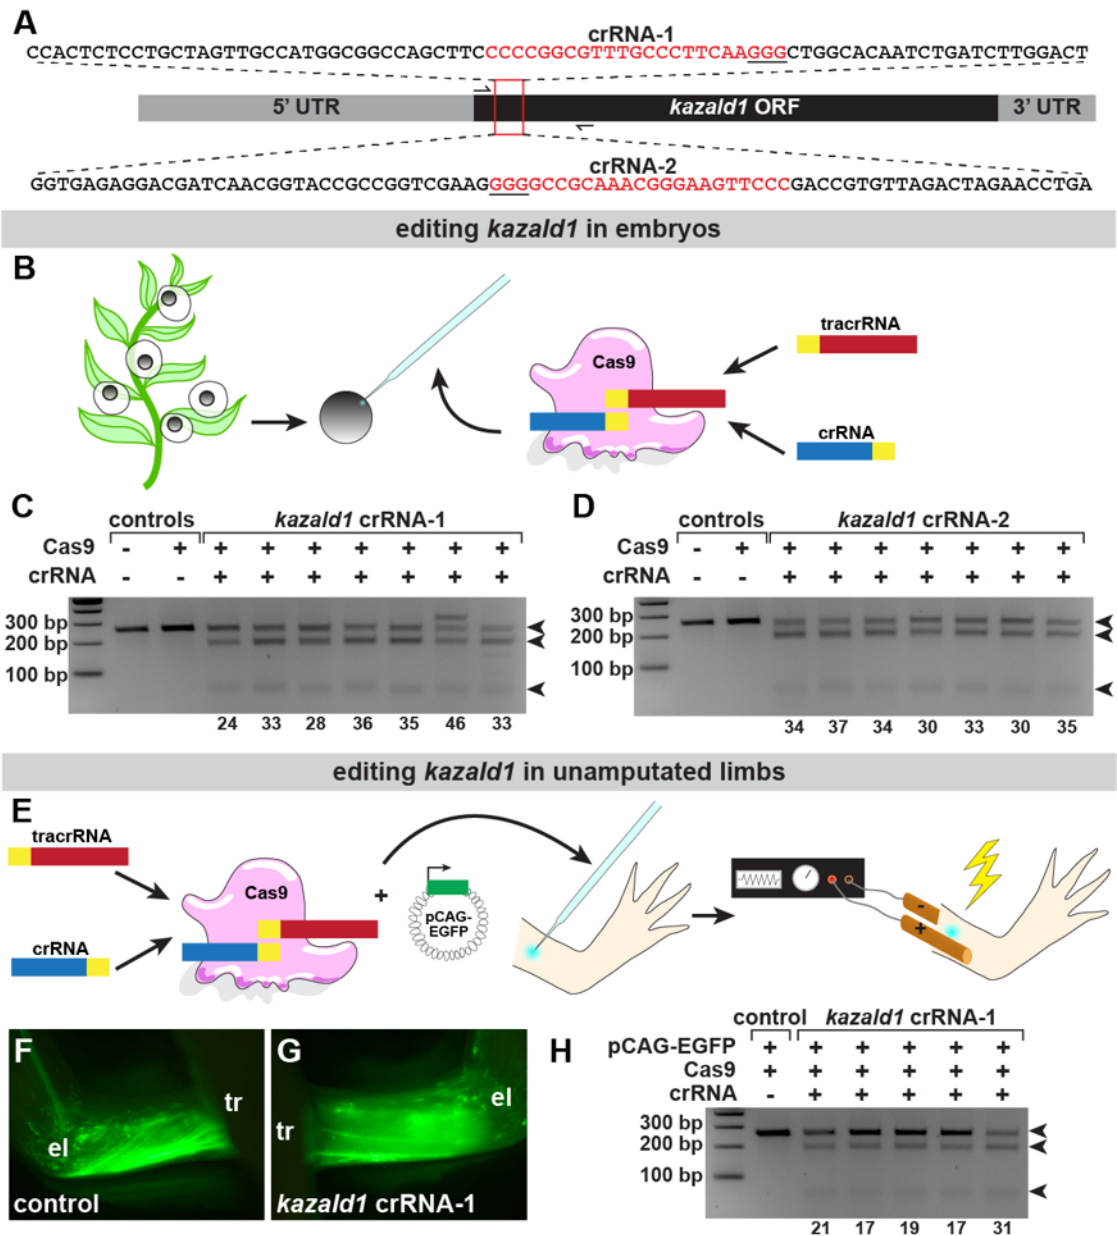 A
crRNA-1
CCACTCTCCTGCTAGTTGCCATGGCGGCCAGCTTCCCCCGGCGTTTGCCCTTCAAGGGCTGGCACAATCTGATCTTGGACT
5' UTR
kazald1 ORF
3' UTR
crRNA-2
GGTGAGAGGACGATCAACGGTACCGCCGGTCGAAGGGGGCCGCAAACGGGAAGTTCCCGACCGTGTTAGACTAGAACCTGA
editing kazald1 in embryos
B
Cas9
tracrRNA
crRNA
C
controls kazald1 crRNA-1
Cas9 - + + + + + + + +
crRNA - - + + + + + + +
300 bp
200 bp
100 bp
24 33 28 36 35 46 33
D
controls kazald1 crRNA-2
Cas9 - + + + + + + + +
crRNA - - + + + + + + +
300 bp
200 bp
100 bp
34 37 34 30 33 30 35
editing kazald1 in unamputated limbs
E
tracrRNA
crRNA
Cas9
+
pCAG-
EGFP
-
+
F
el
tr
control
G
tr
el
kazald1 crRNA-1
H
control kazald1 crRNA-1
pCAG-EGFP + + + + + +
Cas9 + + + + + +
crRNA - + + + + +
300 bp
200 bp
100 bp
21 17 19 17 31